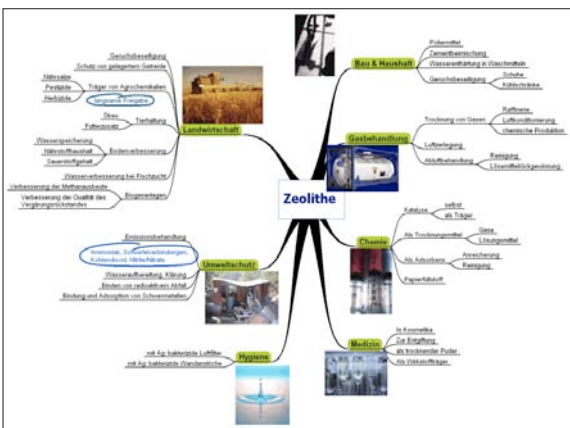 Zeolithe
Bau & Haushalt
Poliermittel
Zementbeimischung
Wasserenthärtung in Waschmitteln
Geruchsbeseitigung
Schuhe
Kühlschränke
Gasbehandlung
Trocknung von Gasen
Raffinerie
Luftkonditionierung
chemische Produktion
Luftzerlegung
Abluftbehandlung
Reinigung
Lösemittelrückgewinnung
Chemie
Katalyse
selbst
als Träger
Als Trocknungsmittel
Gase
Lösungsmittel
Als Adsorbens
Anreicherung
Reinigung
Papierfüllstoff
Medizin
In Kosmetika
Zur Entgiftung
als trocknender Puder
Als Wirkstoffträger
Landwirtschaft
Geruchsbeseitigung
Schutz von gelagertem Getreide
Träger von Agrochemikalien
Nährsalze
Pestizide
Herbizide
langsame Freigabe
Tierhaltung
Streu
Futterzusatz
Bodenverbesserung
Wasserspeicherung
Nährstoffhaushalt
Sauerstoffgehalt
Wasserverbesserung bei Fischzucht
Biogasanlagen
Verbesserung der Methanausbeute
Verbesserung der Qualität des
Vergärungsrückstandes
Umweltschutz
Emissionsbehandlung
Ammoniak, Schwefelverbindungen,
Kohlendioxid, Nitrite/Nitrate
Wasseraufbereitung, Klärung
Binden von radioaktivem Abfall
Bindung und Adsorption von Schwermetallen
Hygiene
mit Ag: bakterizide Luftfilter
mit Ag: bakterizide Wandanstriche